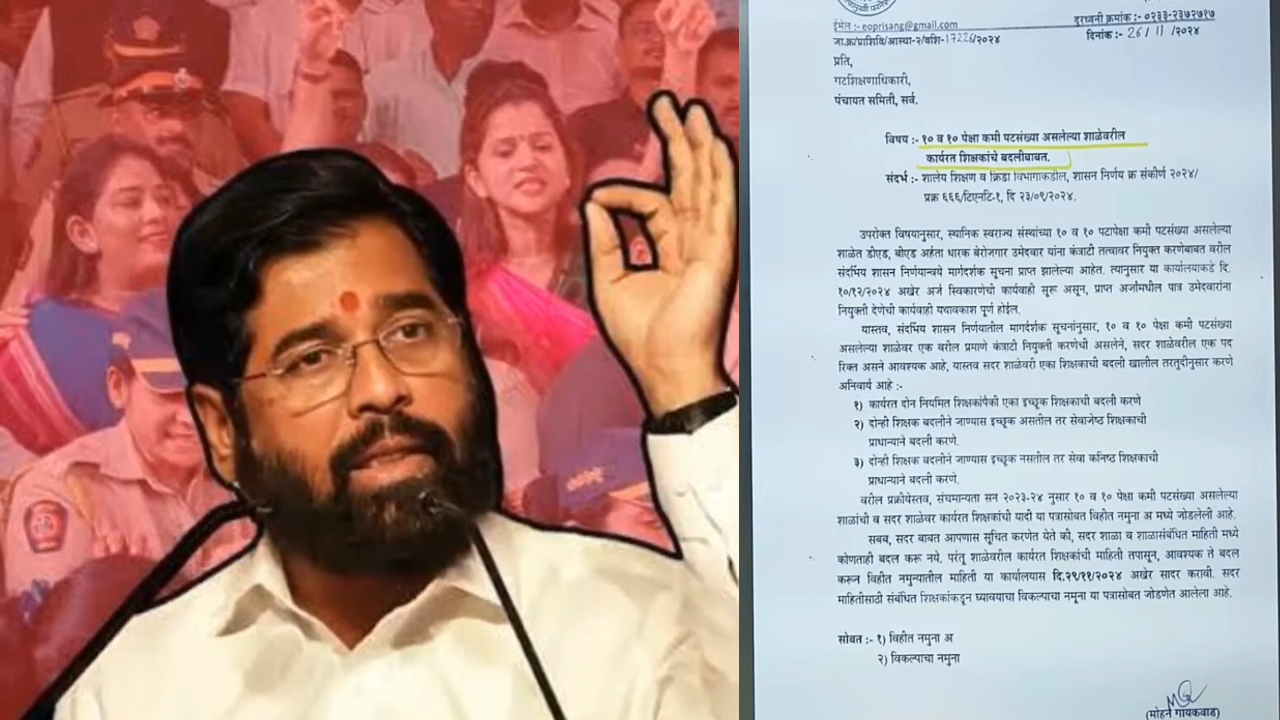 ईमेल :- eoprisang@gmail.com
दुरध्वनी क्रमांक :- ०२३३-२३७२७१७
जा.क्र/प्राशिवि/आस्था-२/वशि-17226/२०२४
दिनांक :- 26/11/२०२४
प्रति,
गटशिक्षणाधिकारी,
पंचायत समिती, सर्व.
विषय :- १० व १० पेक्षा कमी पटसंख्या असलेल्या शाळेवरील
कार्यरत शिक्षकांचे बदलीबाबत.
संदर्भ :- शालेय शिक्षण व क्रिडा विभागाकडील, शासन निर्णय क्र संकीर्ण २०२४/
प्रक्र ६६६/टिएनटि-१, दि २३/०९/२०२४.
उपरोक्त विषयानुसार, स्थानिक स्वराज्य संस्थांच्या १० व १० पटापेक्षा कमी पटसंख्या असलेल्या
शाळेत डीएड, बीएड अर्हता धारक बेरोजगार उमेदवार यांना कंत्राटी तत्वावर नियुक्त करणेबाबत वरील
संदर्भिय शासन निर्णयान्वये मार्गदर्शक सूचना प्राप्त झालेल्या आहेत. त्यानुसार या कार्यालयाकडे दि.
१०/१२/२०२४ अखेर अर्ज स्विकारणेची कार्यवाही सूरू असून, प्राप्त अर्जांमधील पात्र उमेदवारांना
नियुक्ती देणेची कार्यवाही यथावकाश पूर्ण होईल.
यास्तव, संदर्भिय शासन निर्णयातील मागर्दर्शक सुचनांनुसार, १० व १० पेक्षा कमी पटसंख्या
असलेल्या शाळेवर एक वरील प्रमाणे कंत्राटी नियुक्ती करणेची असलेने, सदर शाळेवरील एक पद
रिक्त असने आवश्यक आहे, यास्तव सदर शाळेवरी एका शिक्षकाची बदली खालील तरतुदीनुसार करणे
अनिवार्य आहे :-
१) कार्यरत दोन नियमित शिक्षकांपैकी एका इच्छूक शिक्षकाची बदली करणे
२) दोन्ही शिक्षक बदलीने जाण्यास इच्छूक असतील तर सेवाजेष्ठ शिक्षकाची
प्राधान्याने बदली करणे.
३) दोन्ही शिक्षक बदलीने जाण्यास इच्छूक नसतील तर सेवा कनिष्ठ शिक्षकाची
प्राधान्याने बदली करणे.
वरील प्रक्रीयेस्तव, संचमान्यता सन २०२३-२४ नुसार १० व १० पेक्षा कमी पटसंख्या असलेल्या
शाळांची व सदर शाळेवर कार्यरत शिक्षकांची यादी या पत्रासोबत विहीत नमुना अ मध्ये जोडलेली आहे.
सबब, सदर बाबत आपणास सूचित करणेत येते की, सदर शाळा व शाळासंबंधित माहिती मध्ये
कोणताही बदल करू नये. परंतू शाळेवरील कार्यरत शिक्षकांची माहिती तपासून, आवश्यक ते बदल
करून विहीत नमुन्यातील माहिती या कार्यालयास दि.२९/११/२०२४ अखेर सादर करावी. सदर
माहितीसाठी संबंधित शिक्षकांकडून घ्यावयाचा विकल्पाचा नमूना या पत्रासोबत जोडणेत आलेला आहे.
सोबत :- १) विहीत नमुना अ
२) विकल्पाचा नमुना
(मोहन गायकवाड)